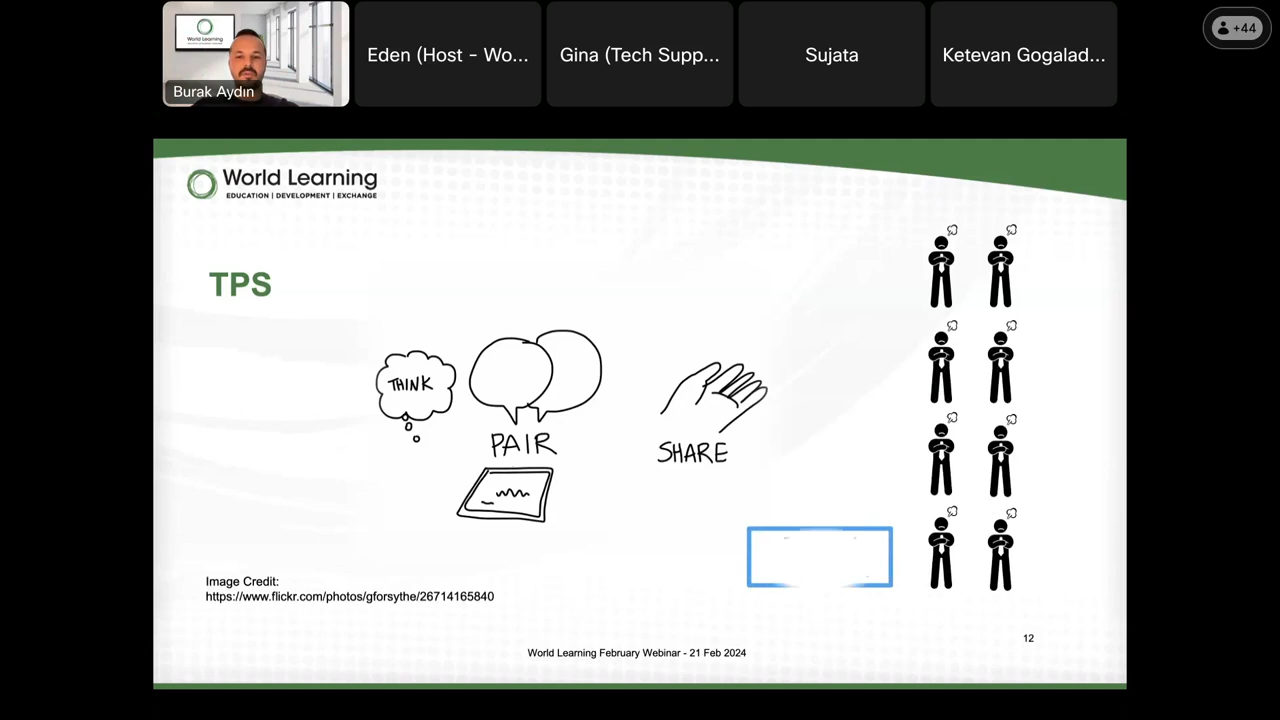 World Learning
Burak Aydın
Eden (Host - Wo...
Gina (Tech Supp...
Sujata
Ketevan Gogalad...
+44
World Learning
EDUCATION | DEVELOPMENT | EXCHANGE
TPS
THINK
PAIR
SHARE
Image Credit:
https://www.flickr.com/photos/gforsythe/26714165840
12
World Learning February Webinar - 21 Feb 2024